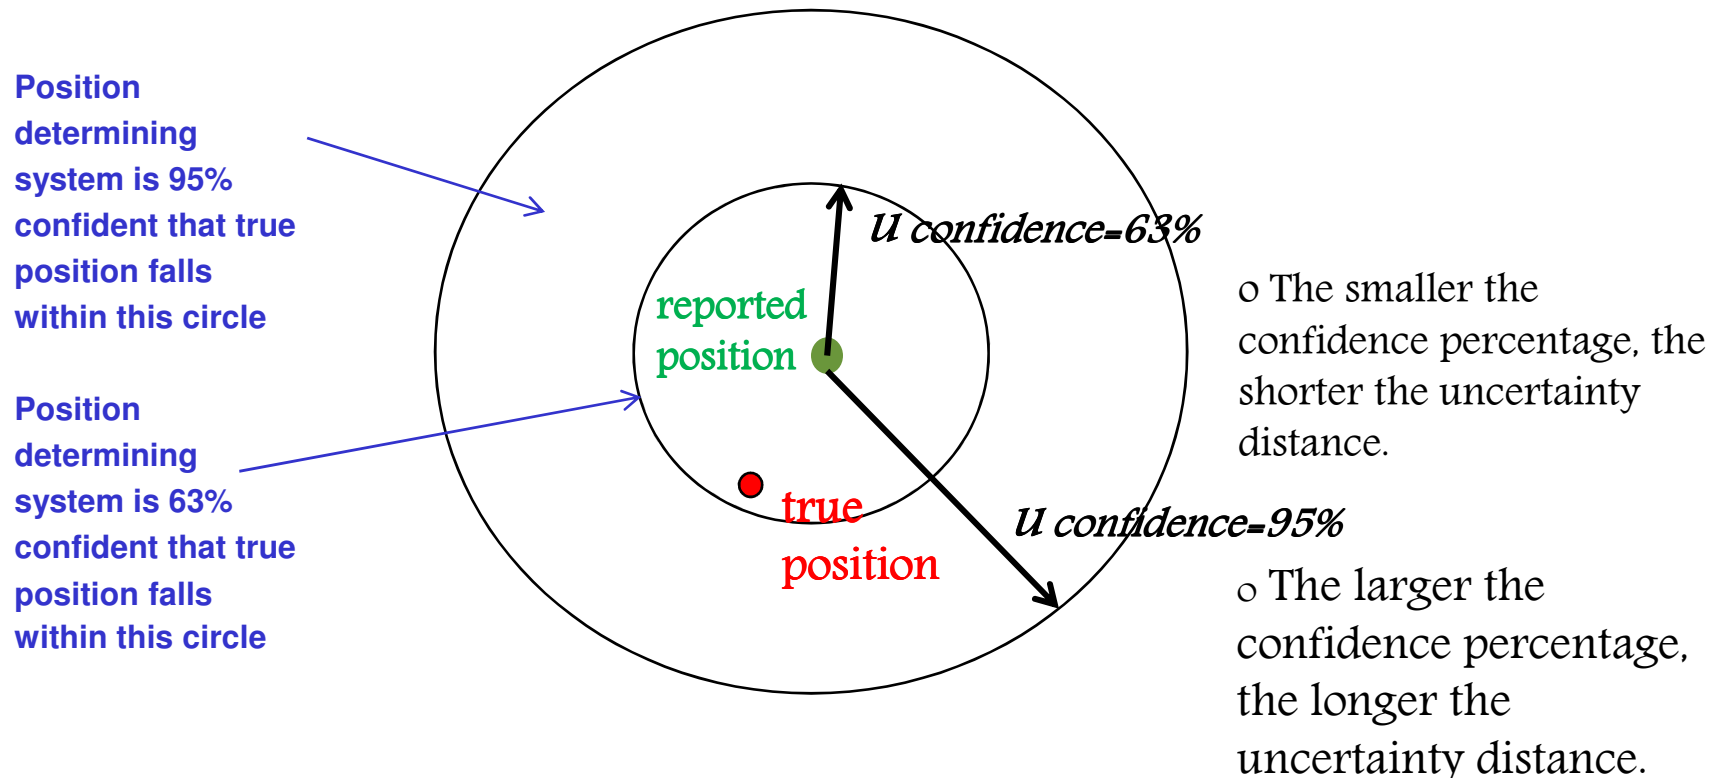 Position
determining
system is 95%
confident that true
position falls
within this circle
Position
determining
system is 63%
confident that true
position falls
within this circle
u confidence=63%
reported
position
true
position
u confidence=95%
o The smaller the
confidence percentage, the
shorter the uncertainty
distance.
o The larger the
confidence percentage,
the longer the
uncertainty distance.